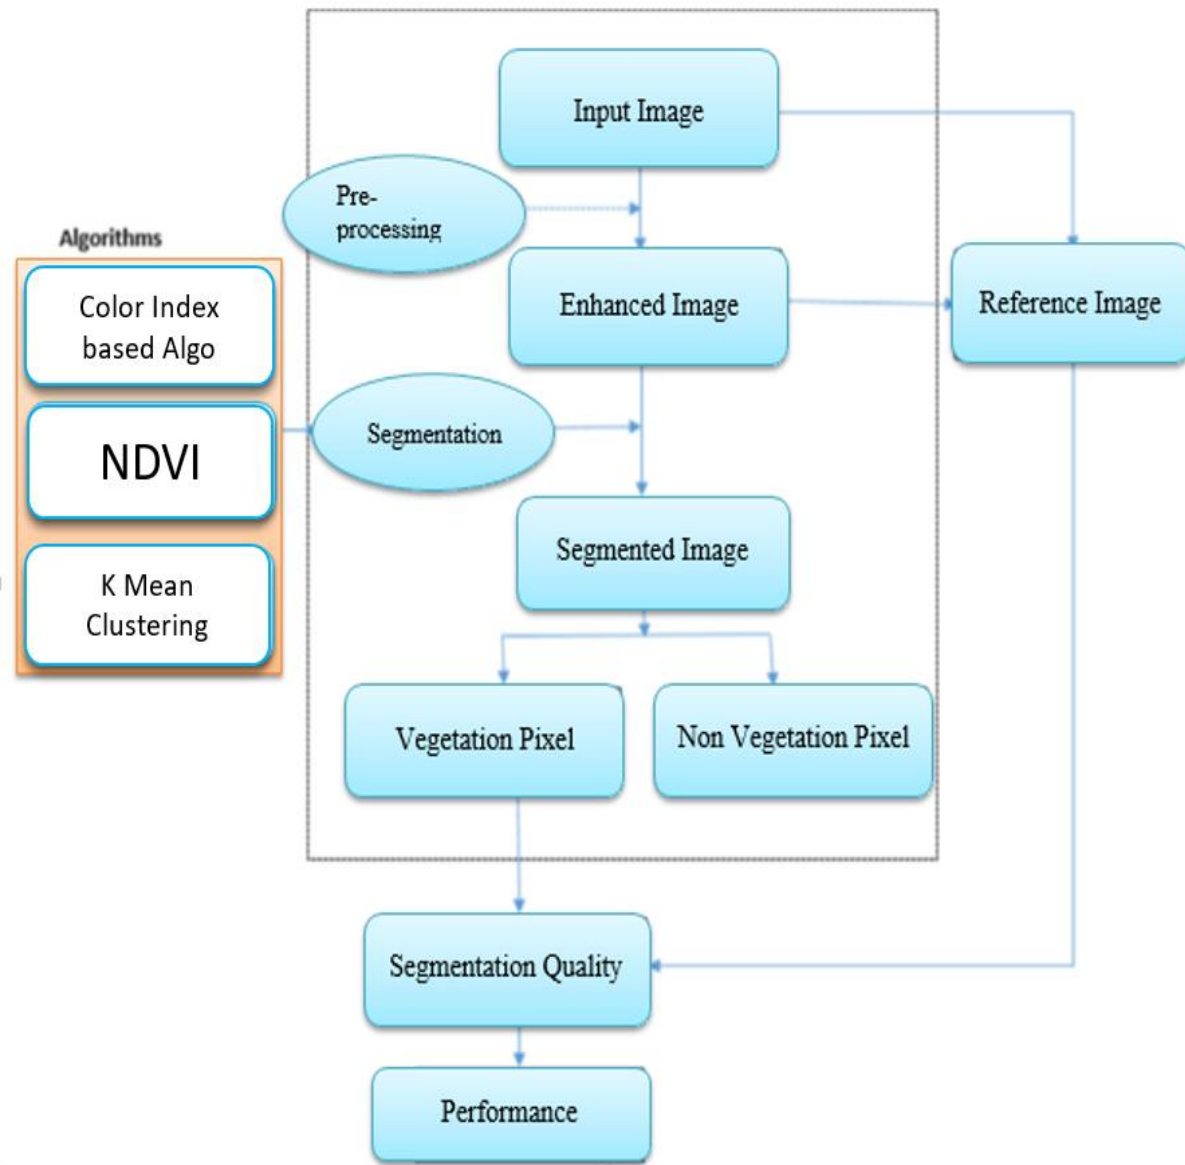 Input Image
Pre-
processing
Algorithms
Color Index
based Algo
Enhanced Image
Reference Image
NDVI
Segmentation
Segmented Image
K Mean
Clustering
Vegetation Pixel
Non Vegetation Pixel
Segmentation Quality
Performance